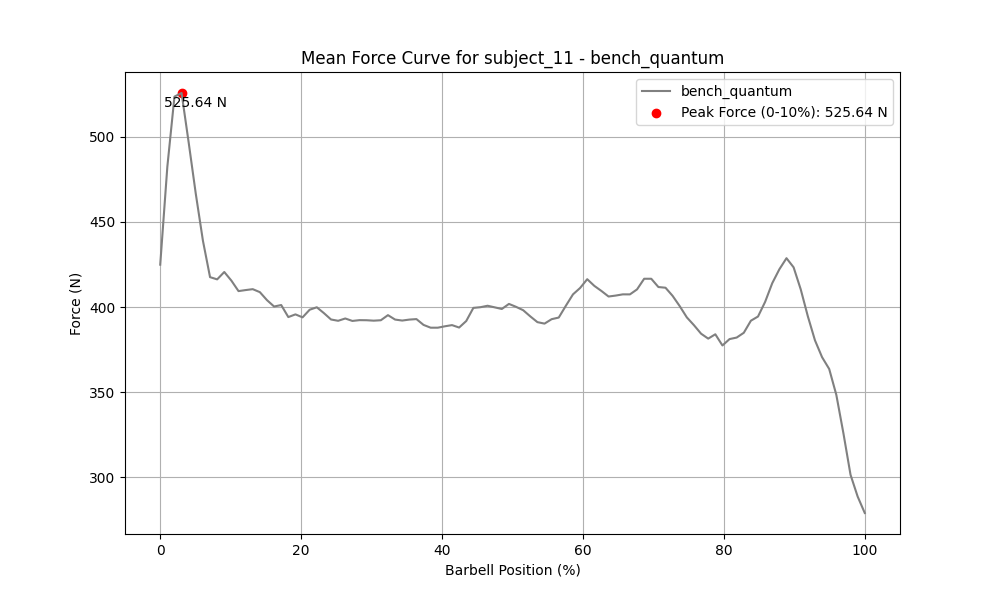 Mean Force Curve for subject_11 - bench_quantum
525.64 N
bench_quantum
Peak Force (0-10%): 525.64 N
Force (N)
500
450
400
350
300
0 20 40 60 80 100
Barbell Position (%)